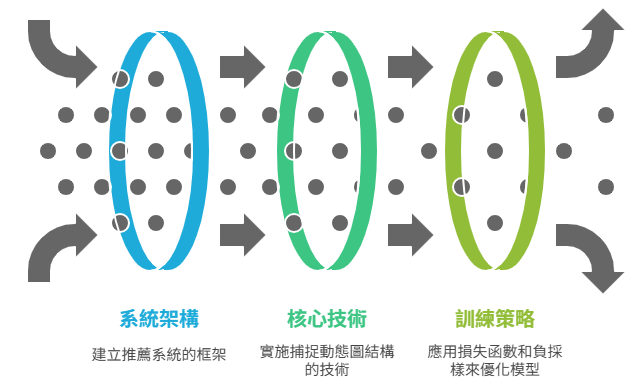 系統架構
建立推薦系統的框架
核心技術
實施捕捉動態圖結構
的技術
訓練策略
應用損失函數和負採
樣來優化模型